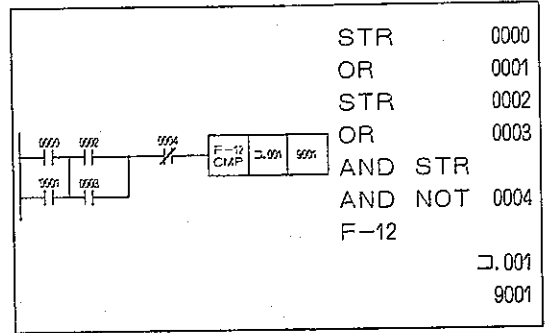 STR 0000
OR 0001
STR 0002
OR 0003
AND STR
AND NOT 0004
F-12
コ.001
9001
0000 0002 0004
F-12 CMP コ.001 9001
0001 0003